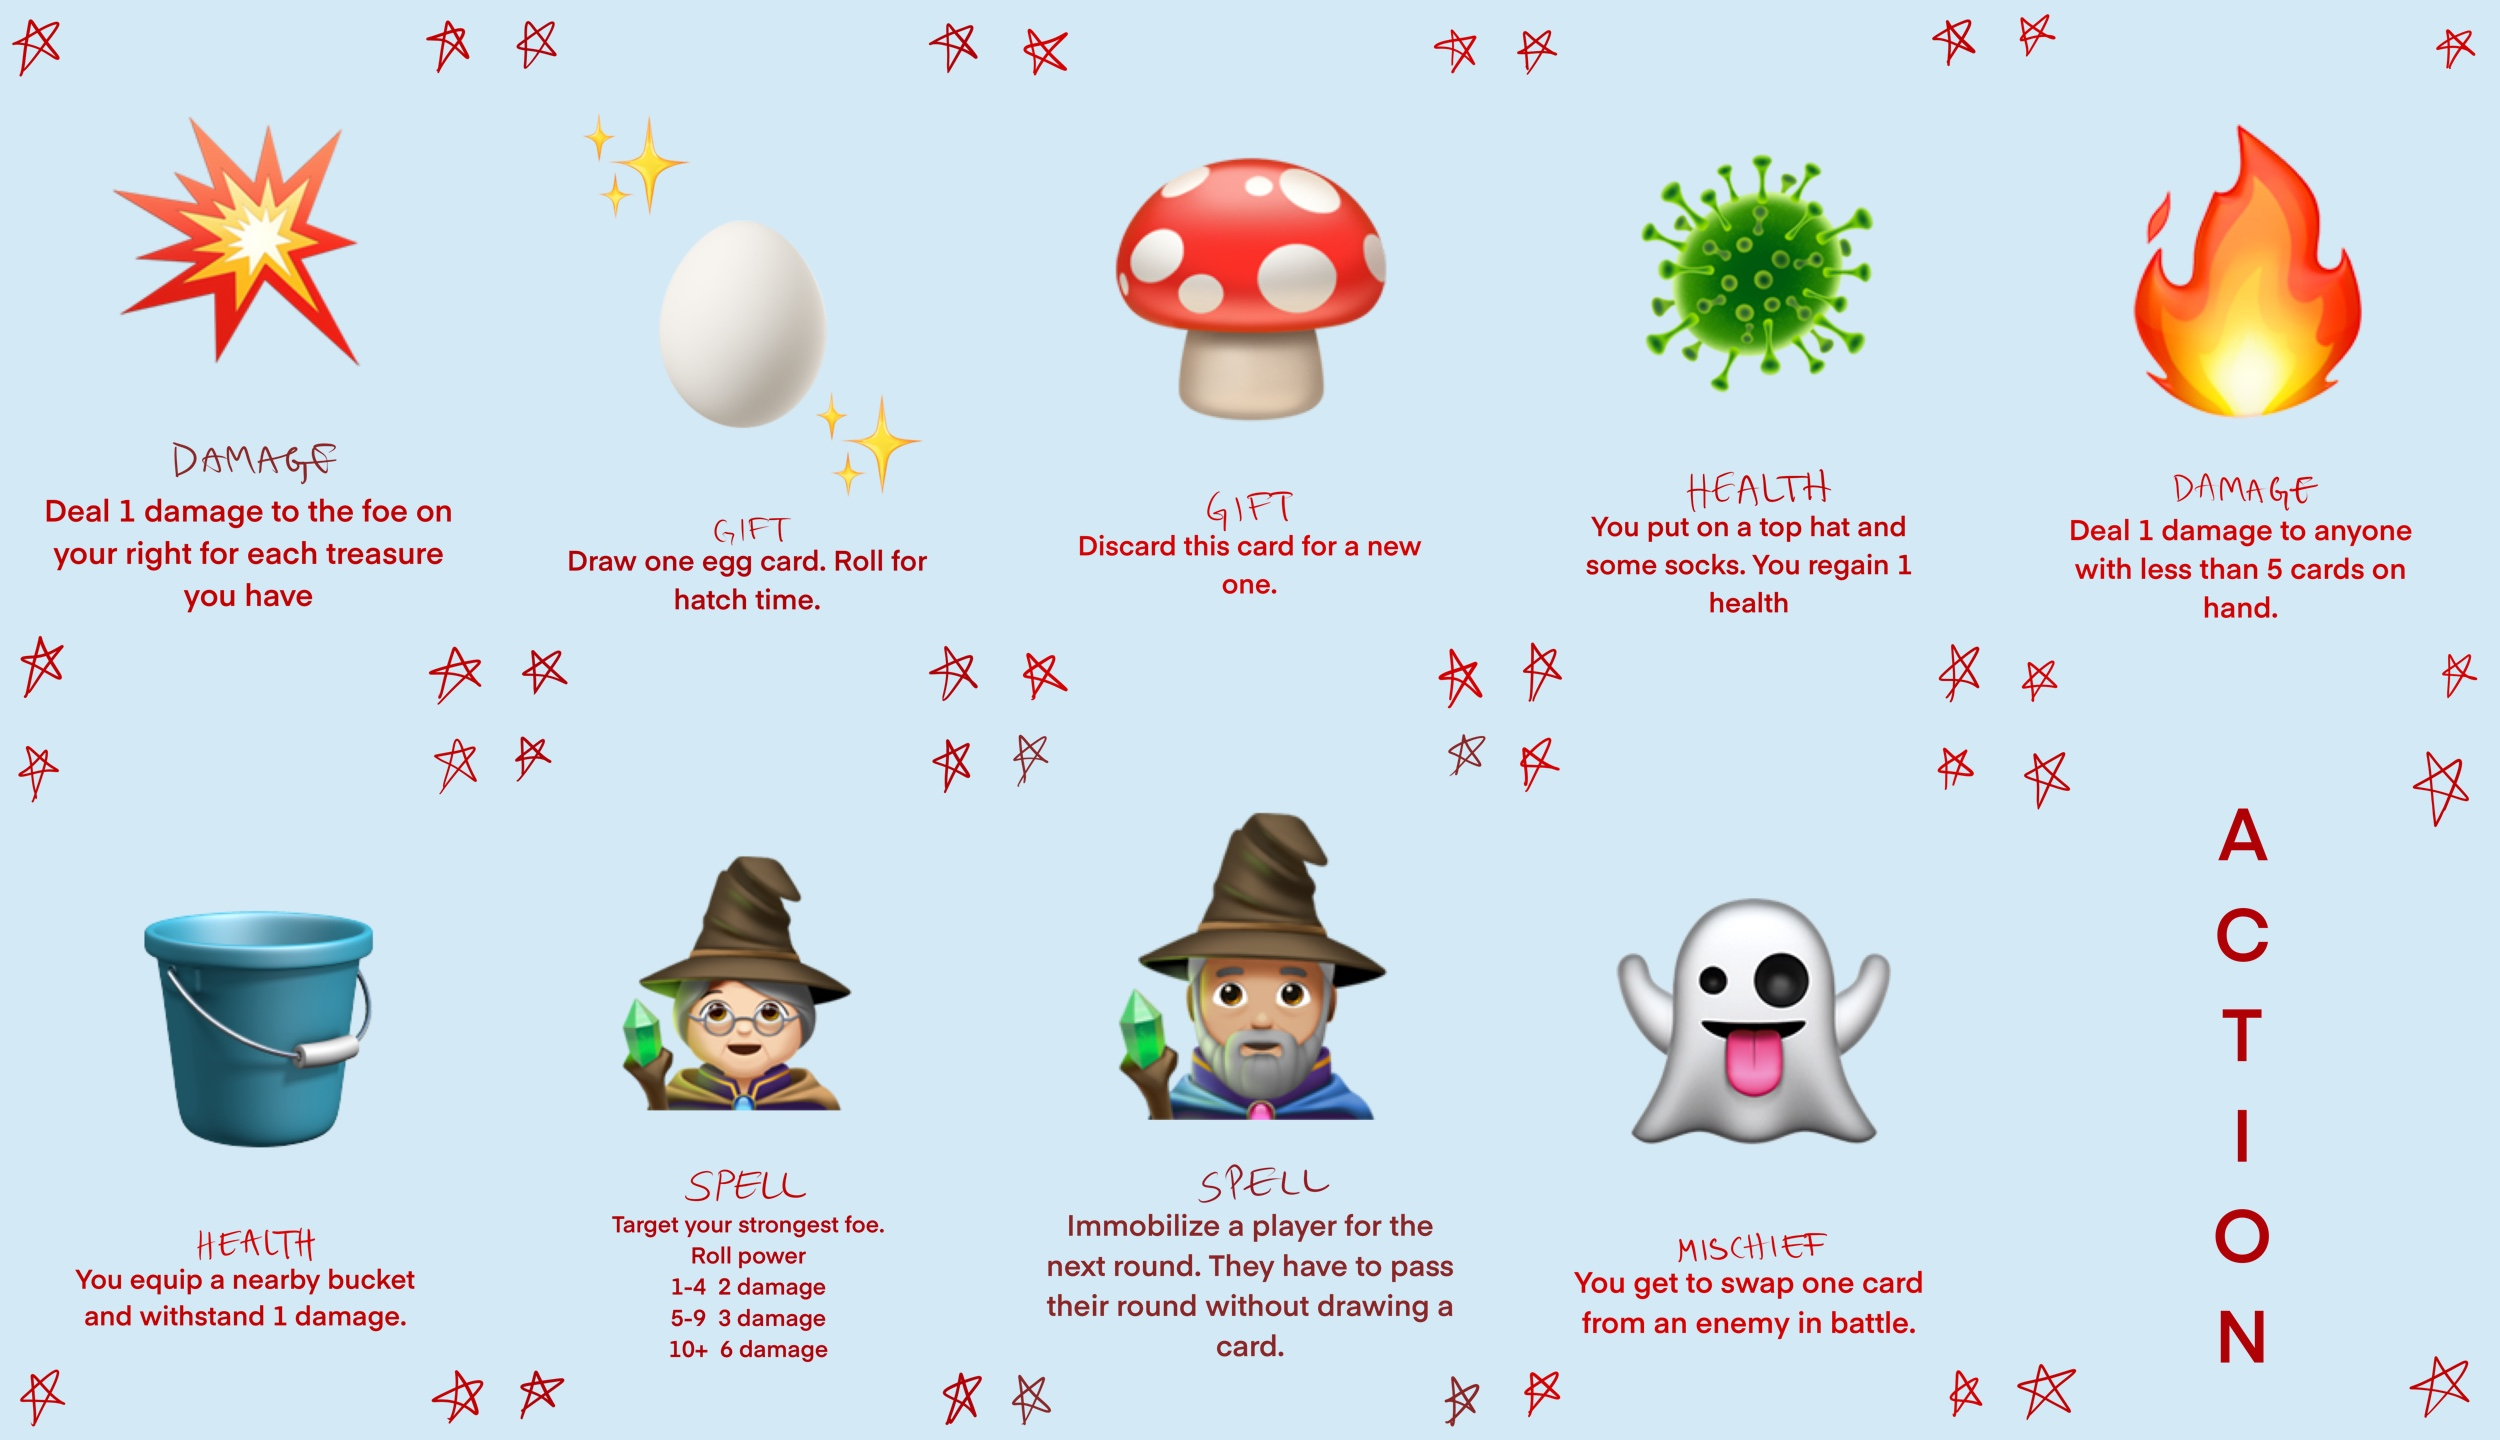 DAMAGE
Deal 1 damage to the foe on
your right for each treasure
you have
GIFT
Draw one egg card. Roll for
hatch time.
GIFT
Discard this card for a new
one.
HEALTH
You put on a top hat and
some socks. You regain 1
health
DAMAGE
Deal 1 damage to anyone
with less than 5 cards on
hand.
HEALTH
You equip a nearby bucket
and withstand 1 damage.
SPELL
Target your strongest foe.
Roll power
1-4 2 damage
5-9 3 damage
10+ 6 damage
SPELL
Immobilize a player for the
next round. They have to pass
their round without drawing a
card.
MISCHIEF
You get to swap one card
from an enemy in battle.
A
C
T
I
O
N